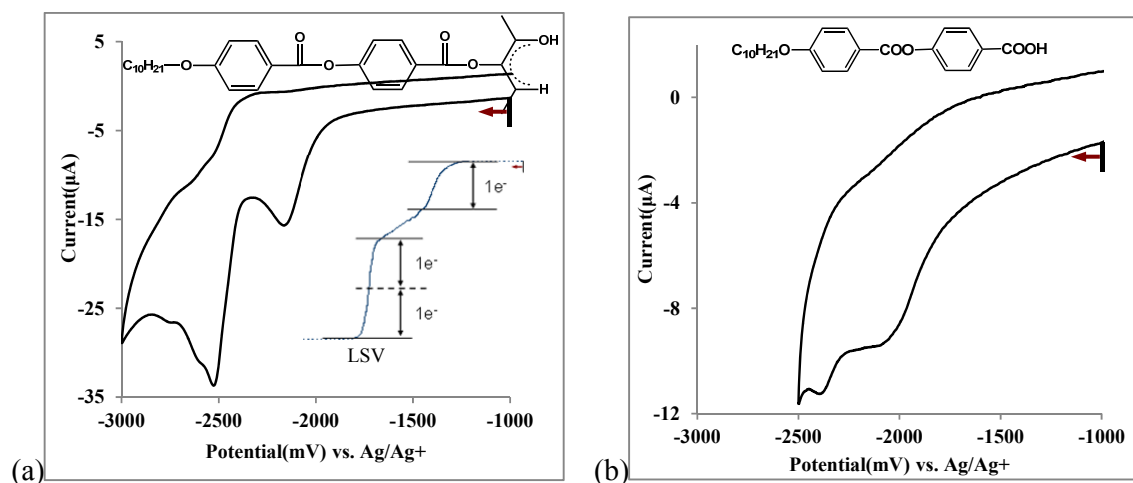 5
-5
-15
-25
-35
-3000
-2500
-2000
-1500
-1000
Current(µA)
Potential(mV) vs. Ag/Ag+
C10H21
O
O
O
O
O
OH
H
1e-
1e-
1e-
LSV
(a)
0
-4
-8
-12
-3000
-2500
-2000
-1500
-1000
Current(µA)
Potential(mV) vs. Ag/Ag+
C10H21
O
COO
COOH
(b)